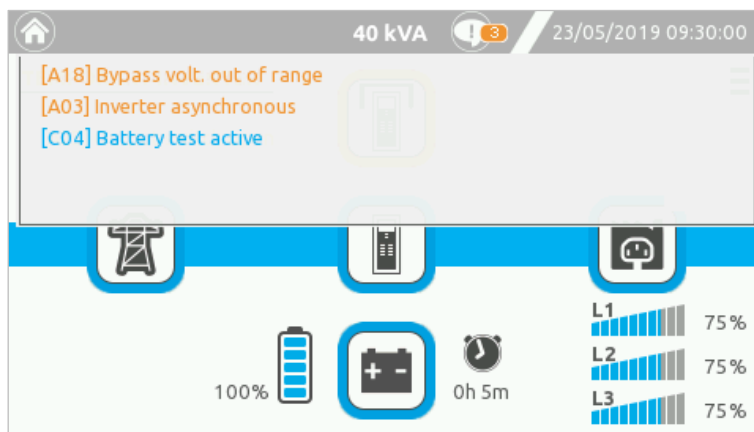 40 kVA ! 3 23/05/2019 09:30:00
[A18] Bypass volt. out of range
[A03] Inverter asynchronous
[C04] Battery test active
L1 75%
L2 75%
100% + - 0h 5m
L3 75%